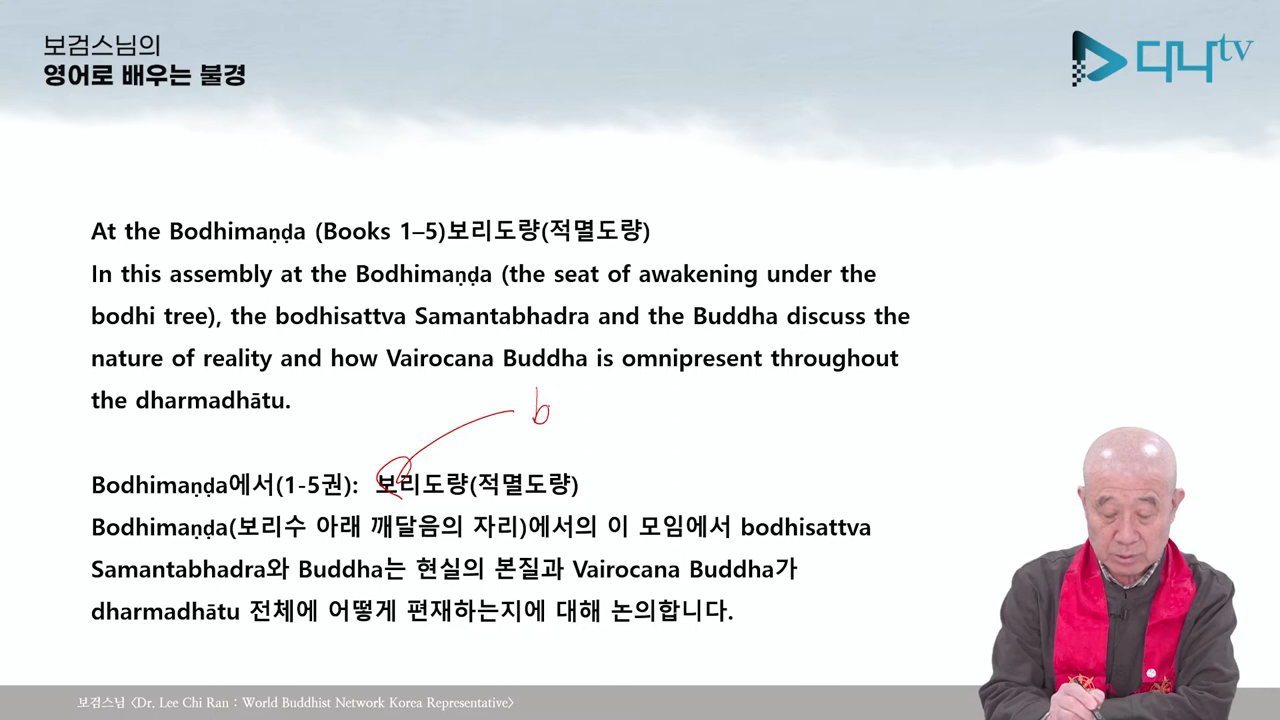 보검스님의
영어로 배우는 불경
다나tv
At the Bodhimaṇḍa (Books 1–5)보리도량(적멸도량)
In this assembly at the Bodhimaṇḍa (the seat of awakening under the
bodhi tree), the bodhisattva Samantabhadra and the Buddha discuss the
nature of reality and how Vairocana Buddha is omnipresent throughout
the dharmadhātu.
b
Bodhimaṇḍa에서(1-5권): 보리도량(적멸도량)
Bodhimaṇḍa(보리수 아래 깨달음의 자리)에서의 이 모임에서 bodhisattva
Samantabhadra와 Buddha는 현실의 본질과 Vairocana Buddha가
dharmadhātu 전체에 어떻게 편재하는지에 대해 논의합니다.
보검스님 <Dr. Lee Chi Ran : World Buddhist Network Korea Representative>